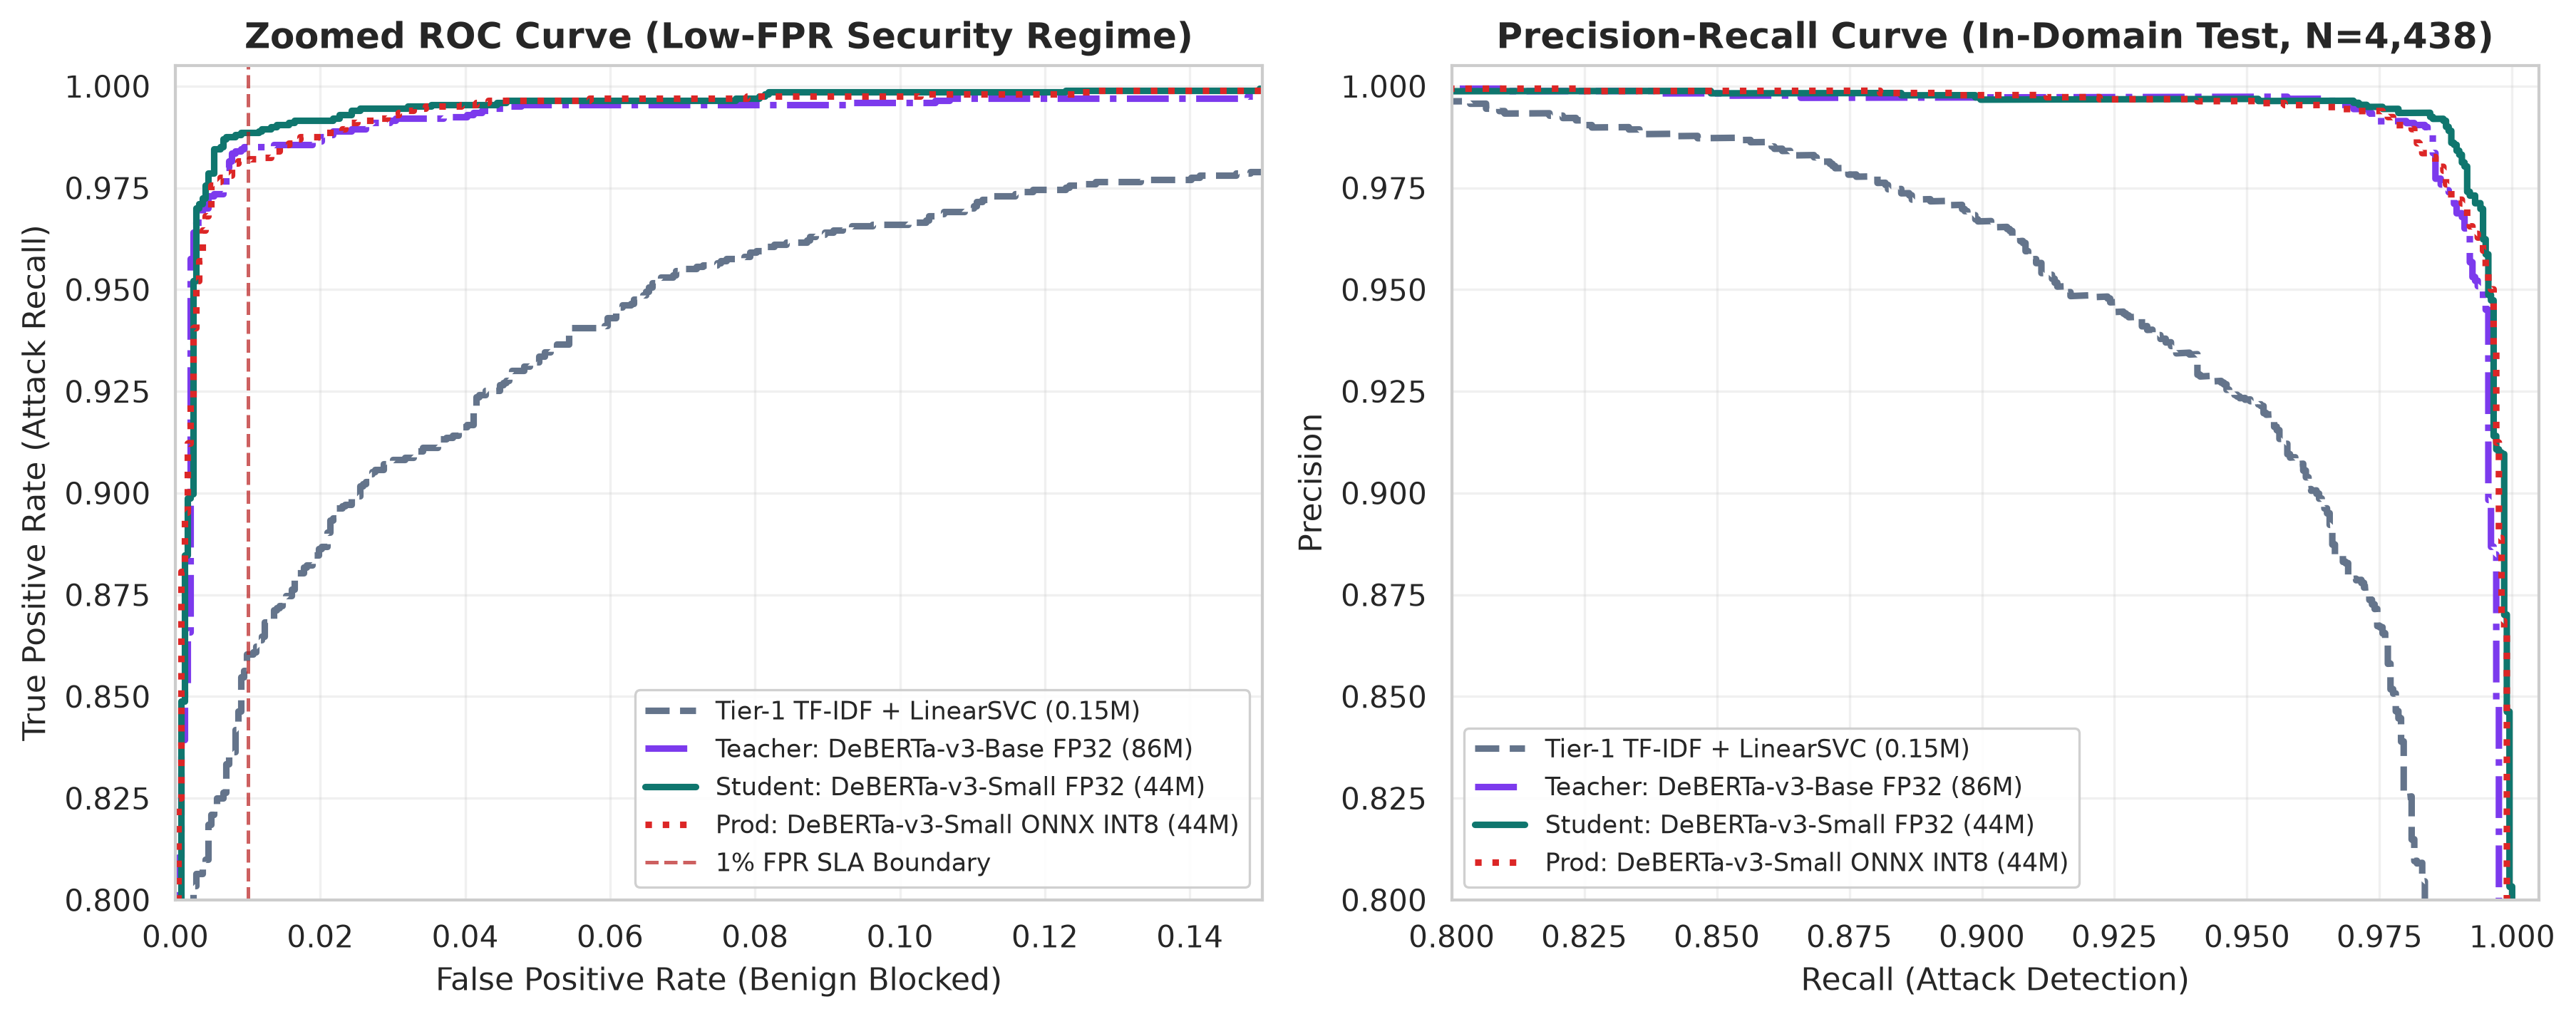 Zoomed ROC Curve (Low-FPR Security Regime)
True Positive Rate (Attack Recall)
1.000
0.975
0.950
0.925
0.900
0.875
0.850
0.825
0.800
Tier-1 TF-IDF + LinearSVC (0.15M)
Teacher: DeBERTa-v3-Base FP32 (86M)
Student: DeBERTa-v3-Small FP32 (44M)
Prod: DeBERTa-v3-Small ONNX INT8 (44M)
1% FPR SLA Boundary
0.00 0.02 0.04 0.06 0.08 0.10 0.12 0.14
False Positive Rate (Benign Blocked)
Precision-Recall Curve (In-Domain Test, N=4,438)
Precision
1.000
0.975
0.950
0.925
0.900
0.875
0.850
0.825
0.800
Tier-1 TF-IDF + LinearSVC (0.15M)
Teacher: DeBERTa-v3-Base FP32 (86M)
Student: DeBERTa-v3-Small FP32 (44M)
Prod: DeBERTa-v3-Small ONNX INT8 (44M)
0.800 0.825 0.850 0.875 0.900 0.925 0.950 0.975 1.000
Recall (Attack Detection)